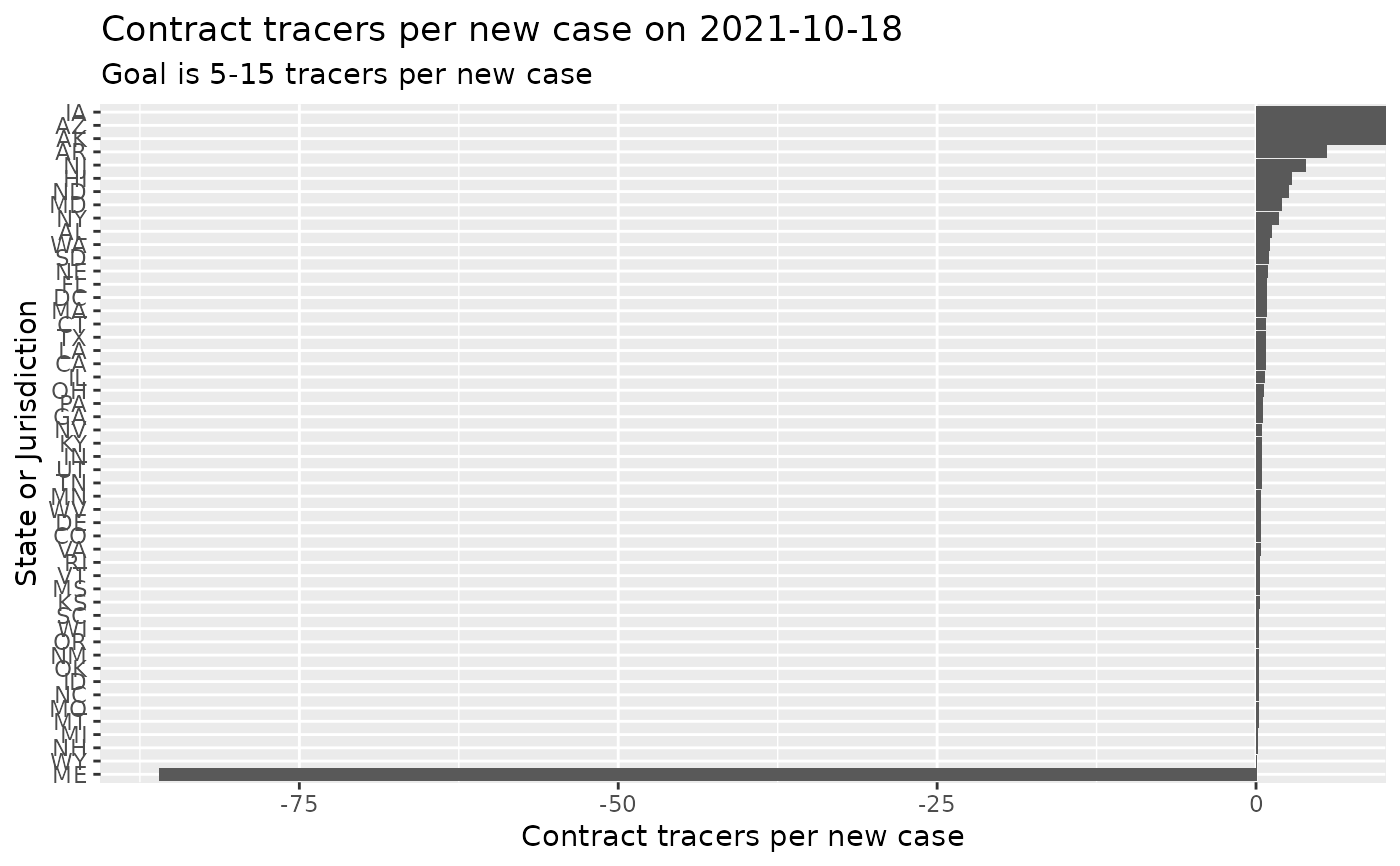 Contract tracers per new case on 2021-10-18
Goal is 5-15 tracers per new case
State or Jurisdiction
IA
AZ
AK
AR
NJ
HI
ND
MD
NY
AL
WA
SD
NE
FL
DC
MA
CT
TX
LA
CA
IL
OH
PA
GA
NV
KY
IN
UT
TN
MN
WV
DE
CO
VA
RI
VT
MS
KS
SC
WI
OR
NM
OK
ID
NC
MO
MT
MI
NH
WY
ME
-75 -50 -25 0
Contract tracers per new case